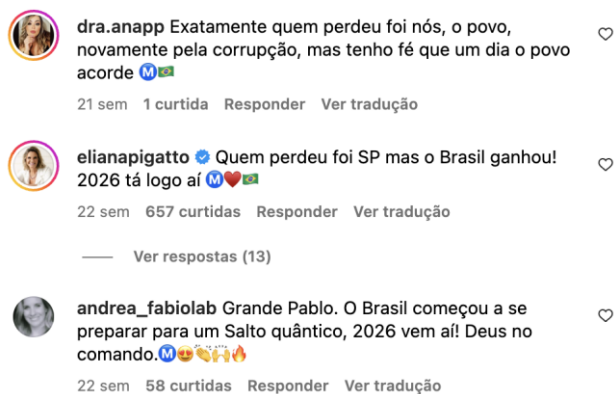 dra.anapp Exatamente quem perdeu foi nós, o povo,
novamente pela corrupção, mas tenho fé que um dia o povo
acorde Ⓜ️🇧🇷
21 sem 1 curtida Responder Ver tradução
elianapigatto Quem perdeu foi SP mas o Brasil ganhou!
2026 tá logo aí Ⓜ️♥️🇧🇷
22 sem 657 curtidas Responder Ver tradução
Ver respostas (13)
andrea_fabiolab Grande Pablo. O Brasil começou a se
preparar para um Salto quântico, 2026 vem aí! Deus no
comando.Ⓜ️😍👏🙌🔥
22 sem 58 curtidas Responder Ver tradução